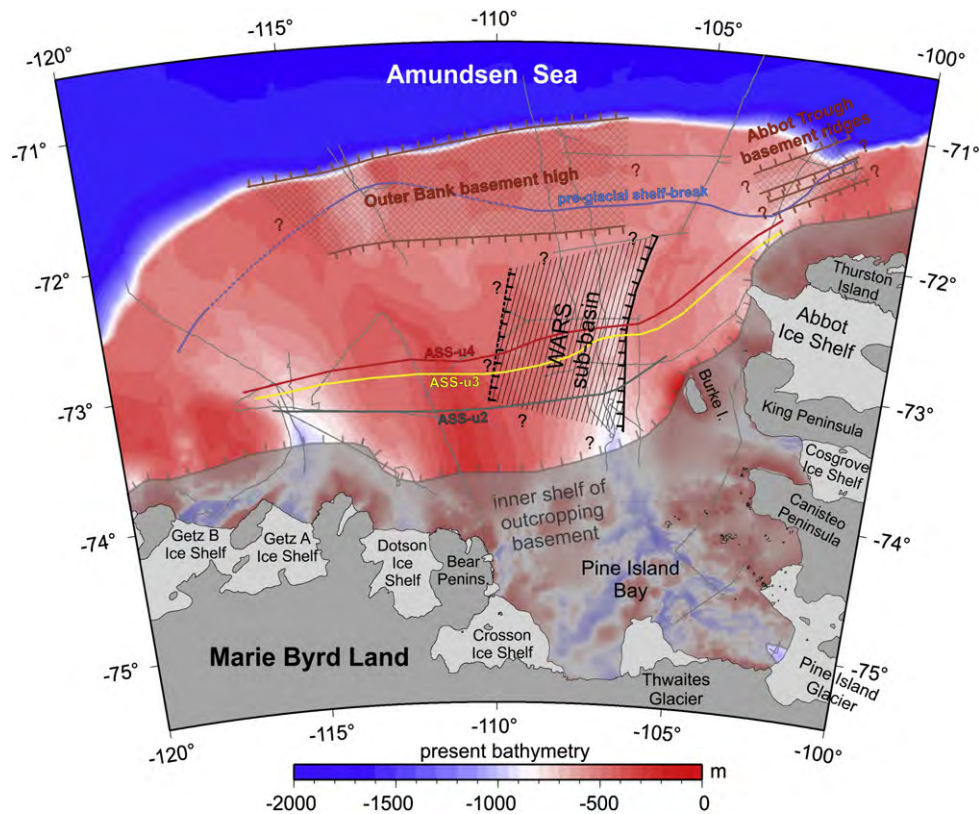 -110°
-115°
-105°
-120°
-100°
Amundsen Sea
-71°
-71°
Abbot Trough
basement ridges
?
?
?
?
Outer Bank basement high
?
pre-glacial shelf-break
?
?
-72°
-72°
?
?
?
Thurston
Island
Abbot
Ice Shelf
WARS
sub-basin
ASS-u4
?
ASS-u3
ASS-u2
?
?
-73°
-73°
Burke I.
King Peninsula
Cosgrove
Ice Shelf
Canisteo
Peninsula
inner shelf of
outcropping
basement
-74°
-74°
Getz B
Ice Shelf
Getz A
Ice Shelf
Dotson
Ice
Shelf
Bear
Penins.
Pine Island
Bay
Crosson
Ice Shelf
Marie Byrd Land
Thwaites
Glacier
Pine Island
Glacier
-75°
-75°
-120°
-115°
-110°
-105°
-100°
present bathymetry
m
-2000
-1500
-1000
-500
0